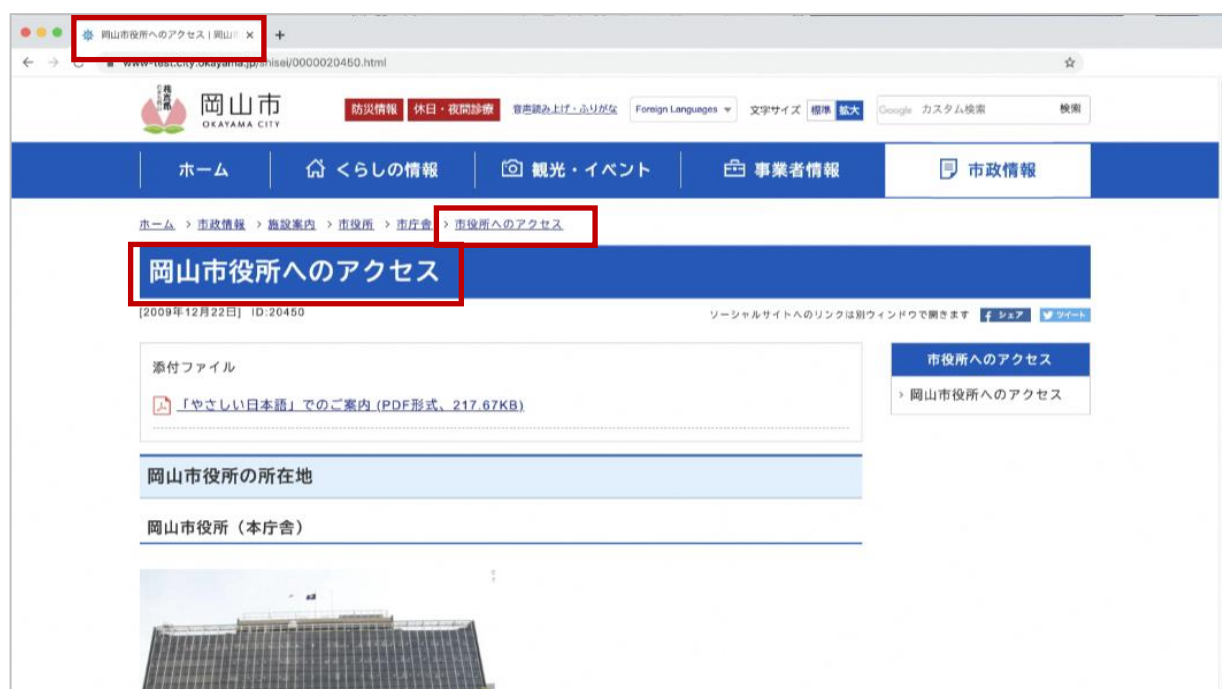 岡山市役所へのアクセス | 岡山
www-test.city.okayama.jp/shisei/0000020450.html
岡山市
OKAYAMA CITY
防災情報 休日・夜間診療 音声読み上げ・ふりがな Foreign Languages 文字サイズ 標準 拡大 Google カスタム検索 検索
ホーム くらしの情報 観光・イベント 事業者情報 市政情報
ホーム > 市政情報 > 施設案内 > 市役所 > 市庁舎 > 市役所へのアクセス
岡山市役所へのアクセス
[2009年12月22日] ID:20450
ソーシャルサイトへのリンクは別ウィンドウで開きます シェア ツイート
添付ファイル
「やさしい日本語」でのご案内 (PDF形式、217.67KB)
市役所へのアクセス
> 岡山市役所へのアクセス
岡山市役所の所在地
岡山市役所（本庁舎）